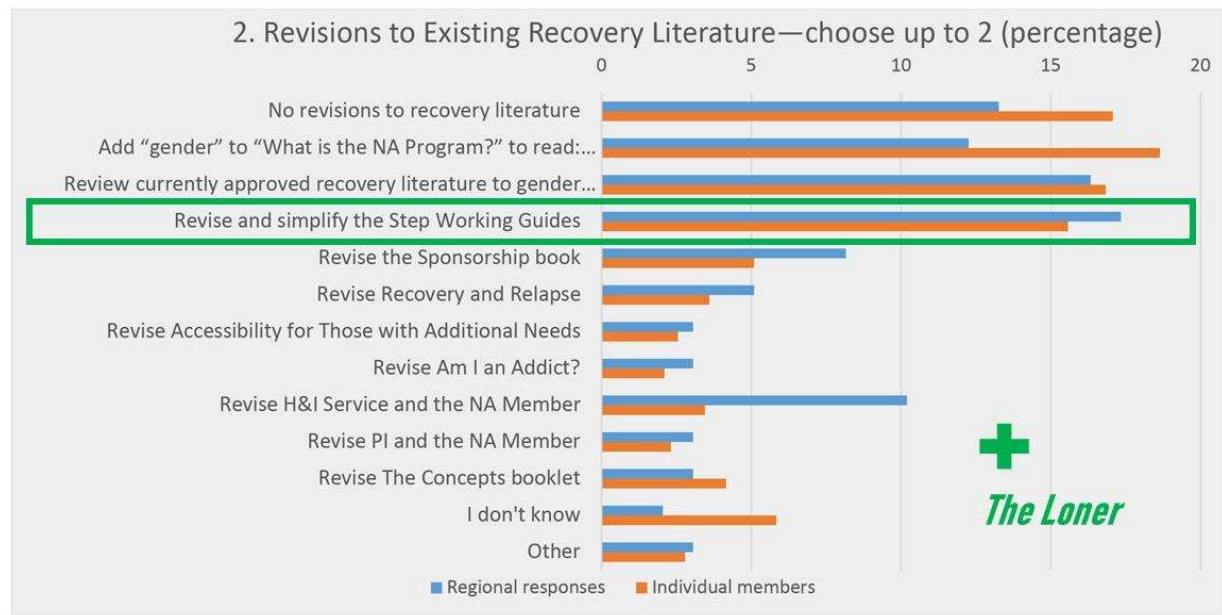 2. Revisions to Existing Recovery Literature—choose up to 2 (percentage)
0 5 10 15 20
No revisions to recovery literature
Add “gender” to “What is the NA Program?” to read:...
Review currently approved recovery literature to gender...
Revise and simplify the Step Working Guides
Revise the Sponsorship book
Revise Recovery and Relapse
Revise Accessibility for Those with Additional Needs
Revise Am I an Addict?
Revise H&I Service and the NA Member
Revise PI and the NA Member
Revise The Concepts booklet
I don't know
Other
The Loner
Regional responses Individual members